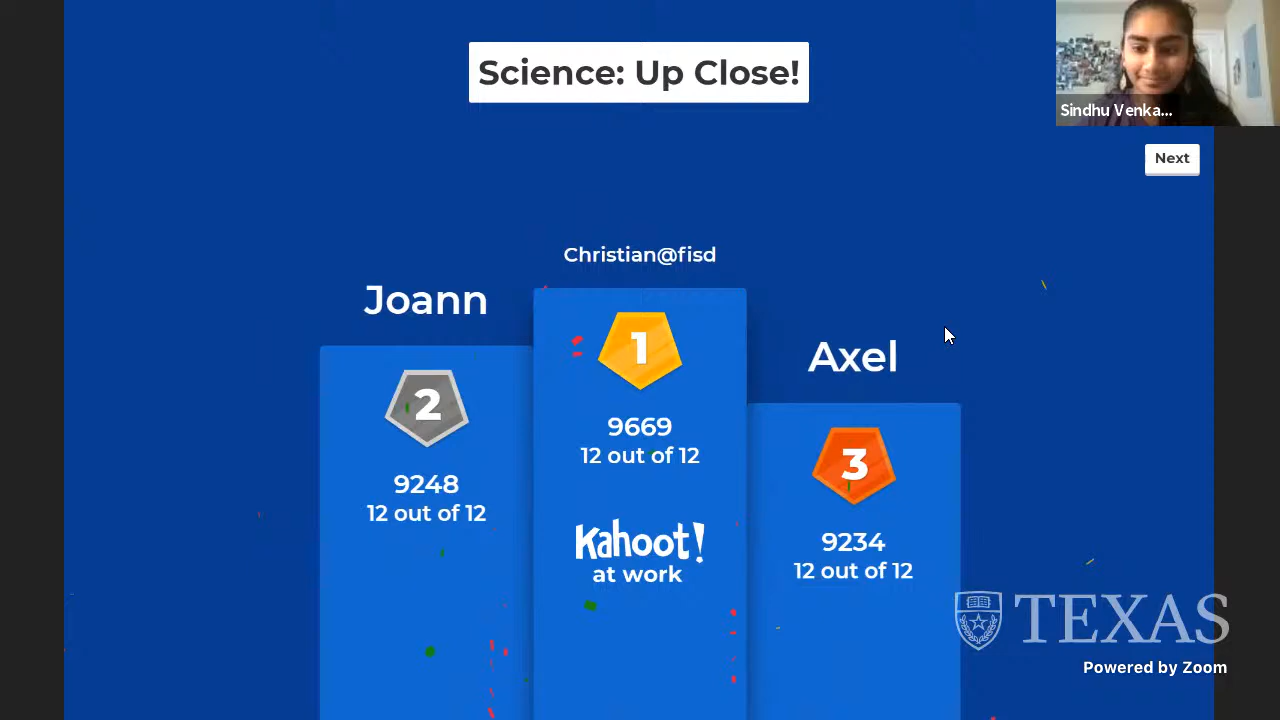 Science: Up Close!
Sindhu Venka...
Next
Christian@fisd
Joann
Axel
1
2
3
9669
12 out of 12
9248
12 out of 12
9234
12 out of 12
Kahoot!
at work
TEXAS
Powered by Zoom